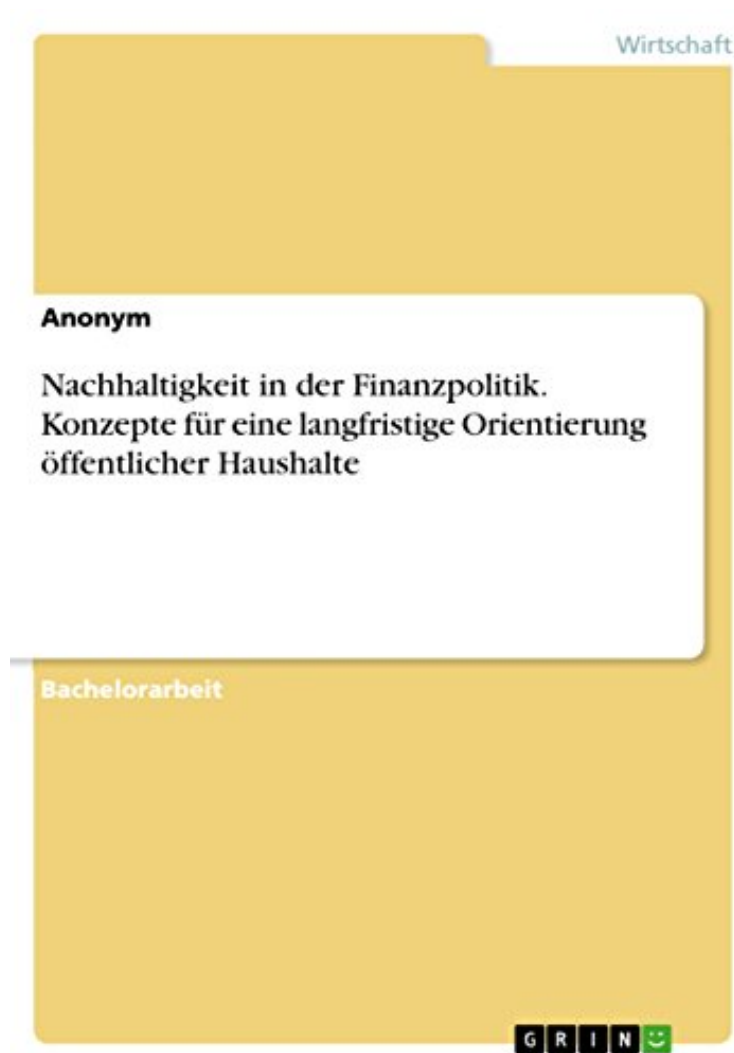 Wirtschaft
Anonym
Nachhaltigkeit in der Finanzpolitik.
Konzepte für eine langfristige Orientierung
öffentlicher Haushalte
Bachelorarbeit
GRIN